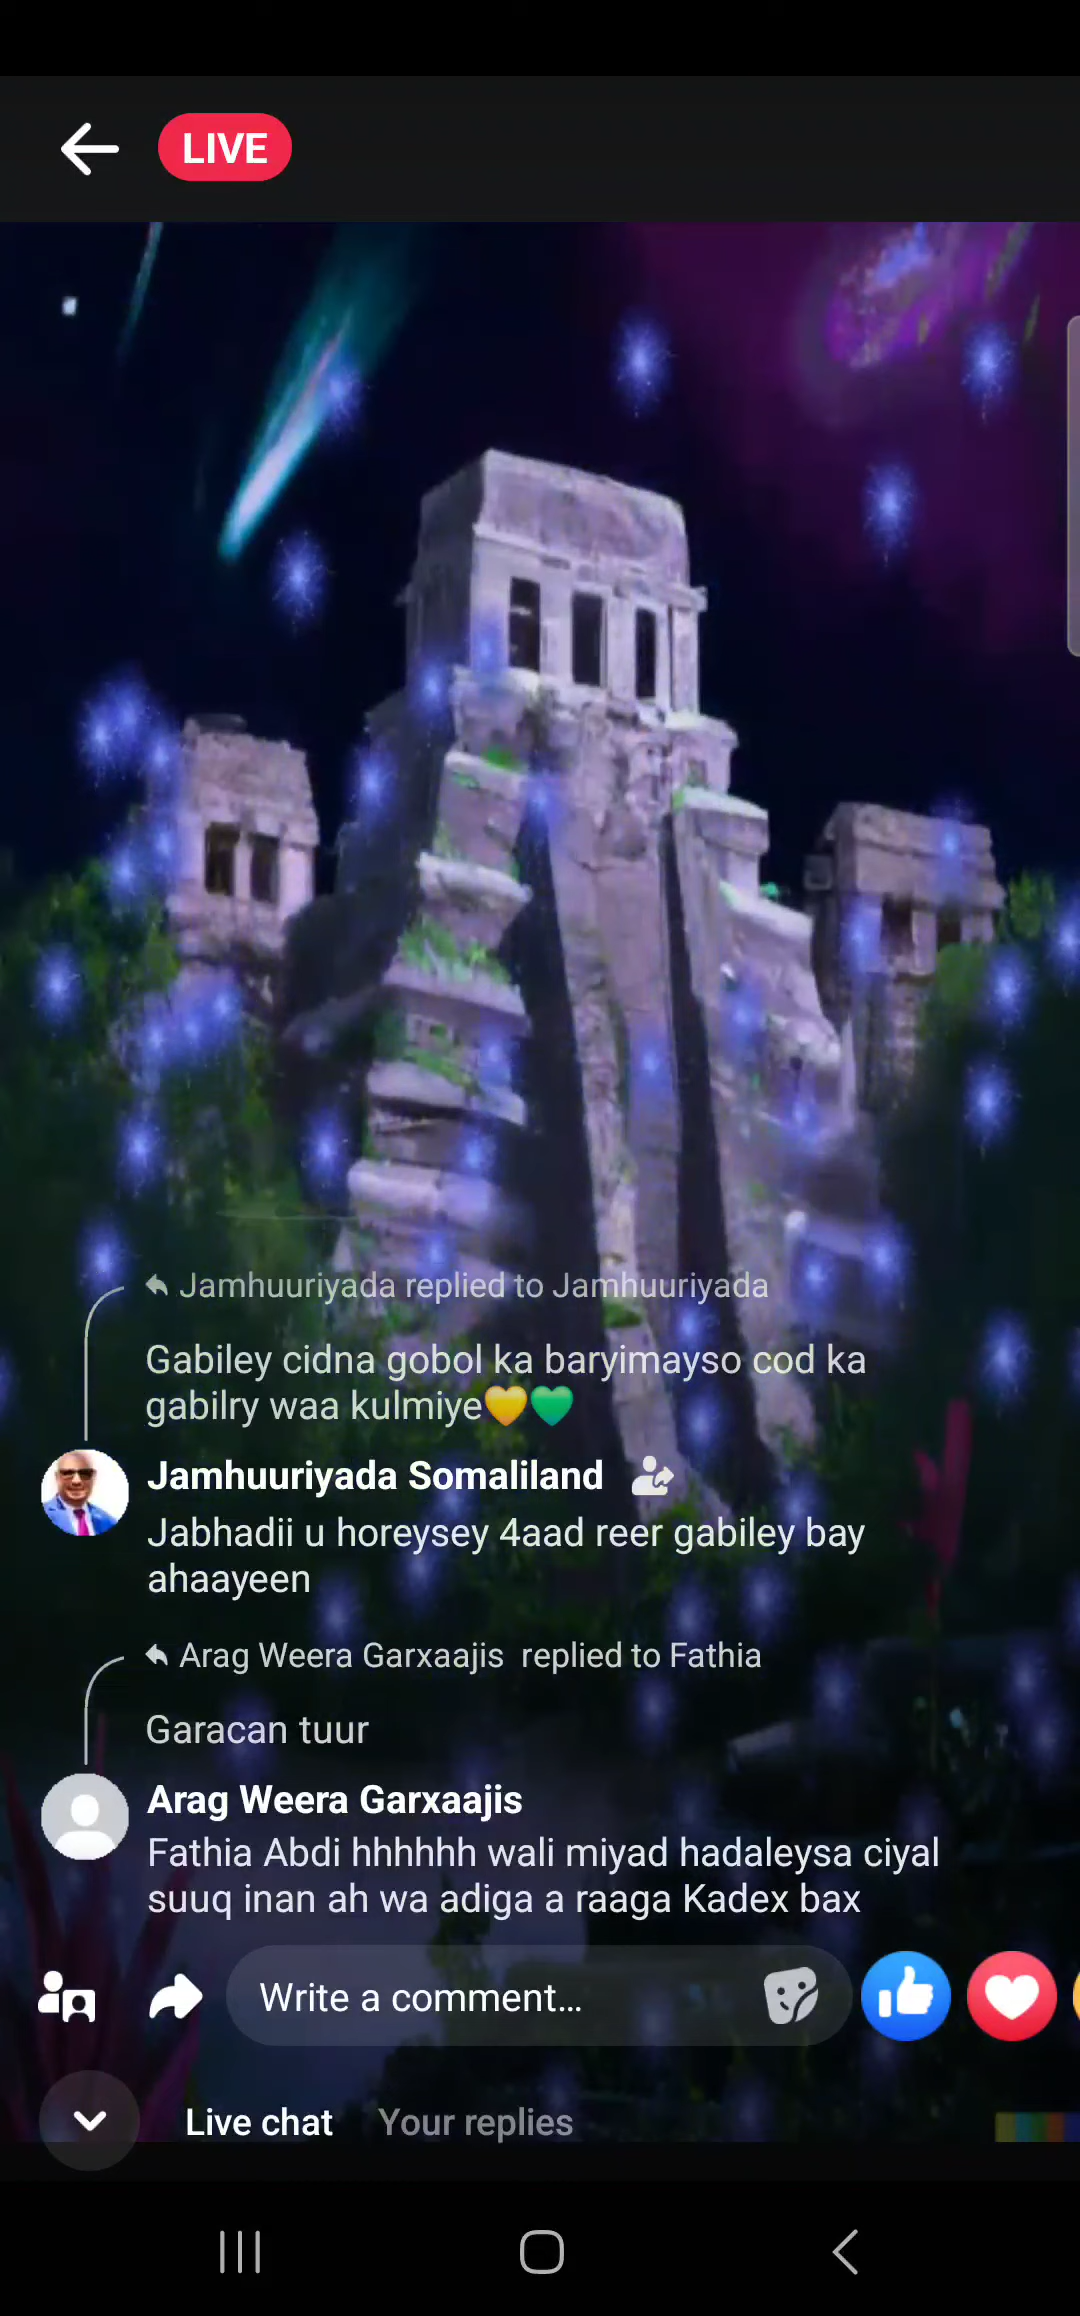 LIVE
Jamhuuriyada replied to Jamhuuriyada
Gabiley cidna gobol ka baryimayso cod ka
gabilry waa kulmiye💛💚
Jamhuuriyada Somaliland
Jabhadii u horeysey 4aad reer gabiley bay
ahaayeen
Arag Weera Garxaajis replied to Fathia
Garacan tuur
Arag Weera Garxaajis
Fathia Abdi hhhhhh wali miyad hadaleysa ciyal
suuq inan ah wa adiga a raaga Kadex bax
Write a comment...
Live chat Your replies